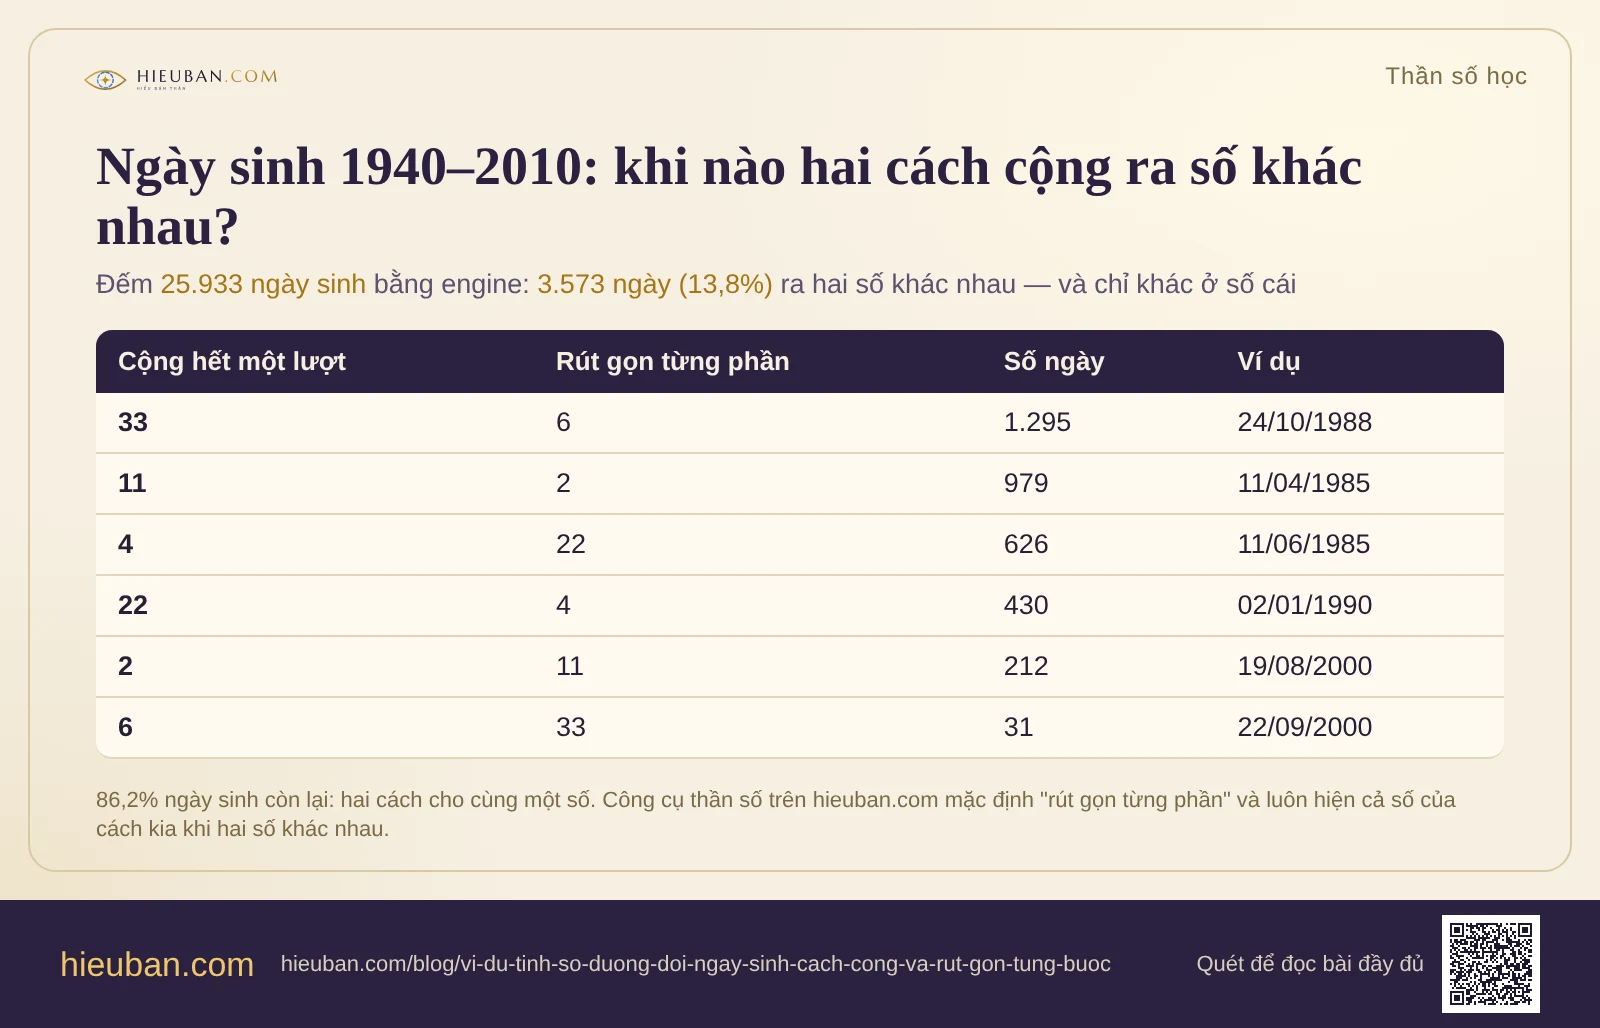 HIEUBAN.COM
HIỂU BẢN THÂN
Thần số học
Ngày sinh 1940–2010: khi nào hai cách cộng ra số khác
nhau?
Đếm 25.933 ngày sinh bằng engine: 3.573 ngày (13,8%) ra hai số khác nhau — và chỉ khác ở số cái
Cộng hết một lượt Rút gọn từng phần Số ngày Ví dụ
33 6 1.295 24/10/1988
11 2 979 11/04/1985
4 22 626 11/06/1985
22 4 430 02/01/1990
2 11 212 19/08/2000
6 33 31 22/09/2000
86,2% ngày sinh còn lại: hai cách cho cùng một số. Công cụ thần số trên hieuban.com mặc định "rút gọn từng phần" và luôn hiện cả số của
cách kia khi hai số khác nhau.
hieuban.com hieuban.com/blog/vi-du-tinh-so-duong-doi-ngay-sinh-cach-cong-va-rut-gon-tung-buoc Quét để đọc bài đầy đủ